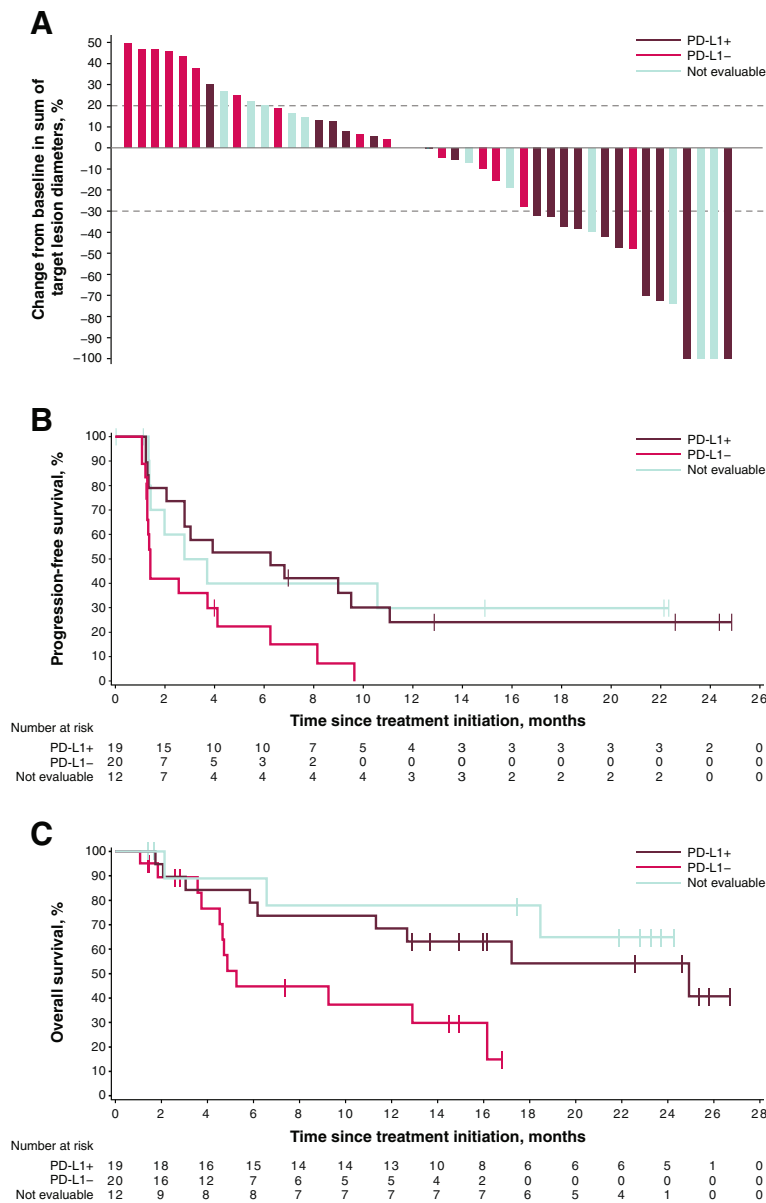 A
Change from baseline in sum of
target lesion diameters, %
50
40
30
20
10
0
−10
−20
−30
−40
−50
−60
−70
−80
−90
−100
PD-L1+
PD-L1−
Not evaluable
B
Progression-free survival, %
100
90
80
70
60
50
40
30
20
10
0
PD-L1+
PD-L1−
Not evaluable
0 2 4 6 8 10 12 14 16 18 20 22 24 26
Time since treatment initiation, months
Number at risk
PD-L1+ 19 15 10 10 7 5 4 3 3 3 3 3 2 0
PD-L1− 20 7 5 3 2 0 0 0 0 0 0 0 0 0
Not evaluable 12 7 4 4 4 4 3 3 2 2 2 2 0 0
C
Overall survival, %
100
90
80
70
60
50
40
30
20
10
0
PD-L1+
PD-L1−
Not evaluable
0 2 4 6 8 10 12 14 16 18 20 22 24 26 28
Time since treatment initiation, months
Number at risk
PD-L1+ 19 18 16 15 14 14 13 10 8 6 6 6 5 1 0
PD-L1− 20 16 12 7 6 5 5 4 2 0 0 0 0 0 0
Not evaluable 12 9 8 8 7 7 7 7 7 6 5 4 1 0 0